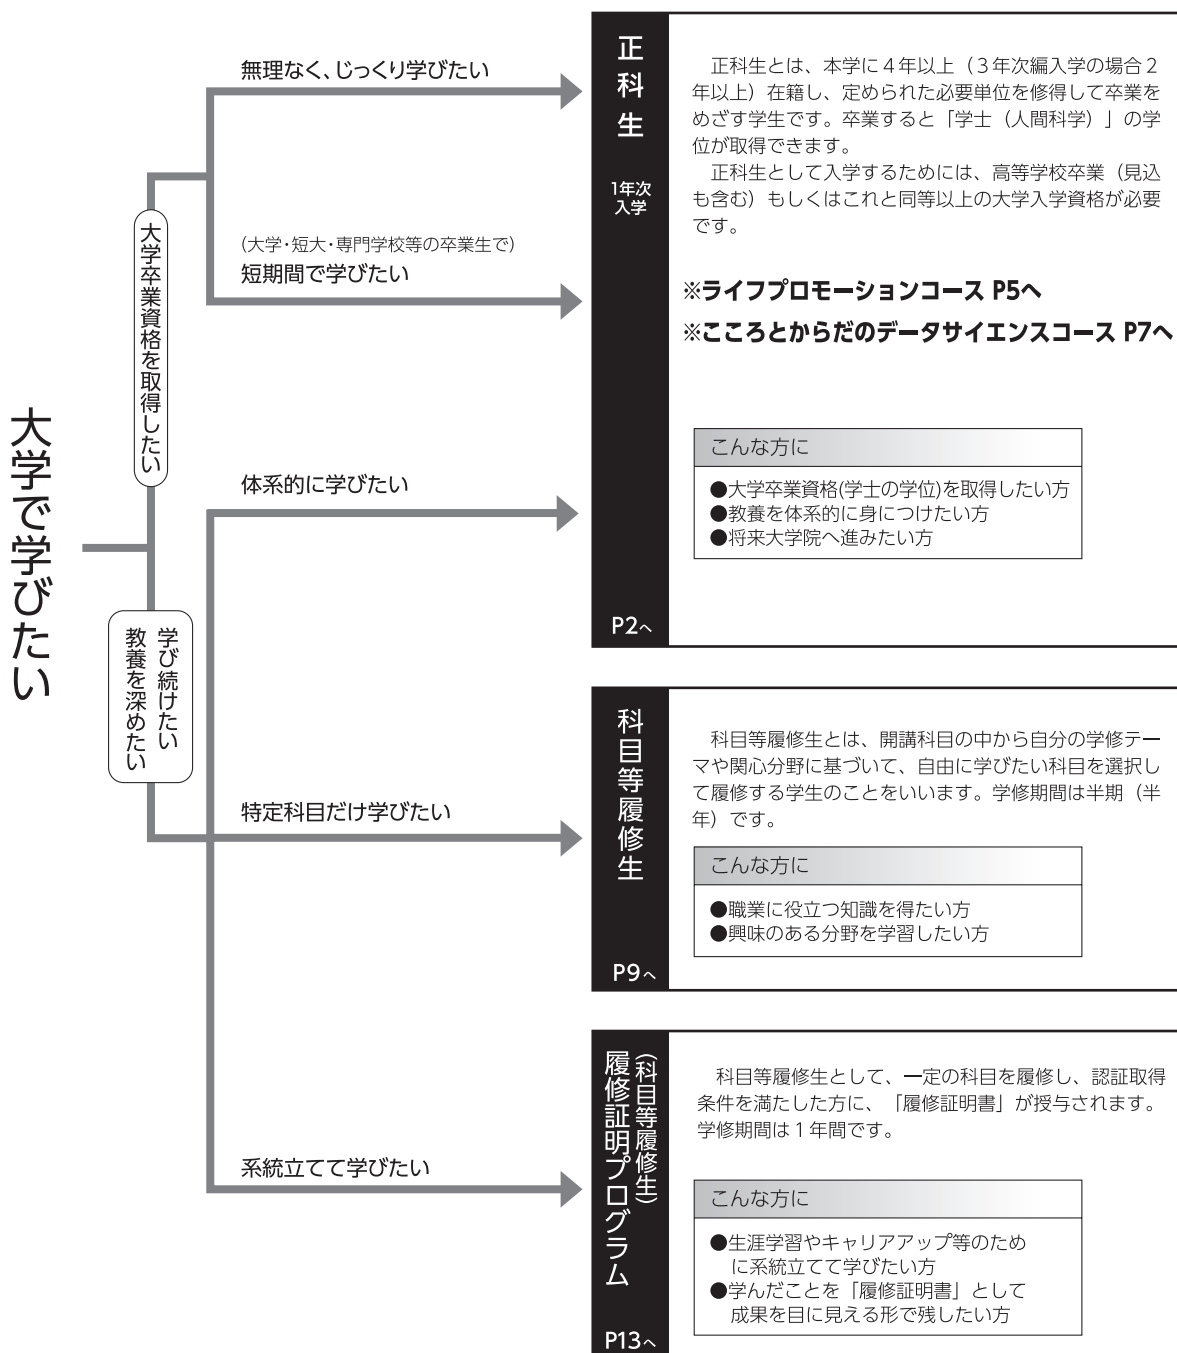 大学で学びたい
大学卒業資格を取得したい
無理なく、じっくり学びたい
(大学・短大・専門学校等の卒業生で)
短期間で学びたい
学び続けたい
教養を深めたい
体系的に学びたい
特定科目だけ学びたい
系統立てて学びたい
正科生
1年次
入学
P2へ
正科生とは、本学に4年以上（3年次編入学の場合2
年以上）在籍し、定められた必要単位を修得して卒業を
めざす学生です。卒業すると「学士（人間科学）」の学
位が取得できます。
正科生として入学するためには、高等学校卒業（見込
も含む）もしくはこれと同等以上の大学入学資格が必要
です。
※ライフプロモーションコース P5へ
※こころとからだのデータサイエンスコース P7へ
こんな方に
●大学卒業資格(学士の学位)を取得したい方
●教養を体系的に身につけたい方
●将来大学院へ進みたい方
科目等履修生
P9へ
科目等履修生とは、開講科目の中から自分の学修テー
マや関心分野に基づいて、自由に学びたい科目を選択し
て履修する学生のことをいいます。学修期間は半期（半
年）です。
こんな方に
●職業に役立つ知識を得たい方
●興味のある分野を学習したい方
（科目等履修生）
履修証明プログラム
P13へ
科目等履修生として、一定の科目を履修し、認証取得
条件を満たした方に、「履修証明書」が授与されます。
学修期間は1年間です。
こんな方に
●生涯学習やキャリアアップ等のため
に系統立てて学びたい方
●学んだことを「履修証明書」として
成果を目に見える形で残したい方